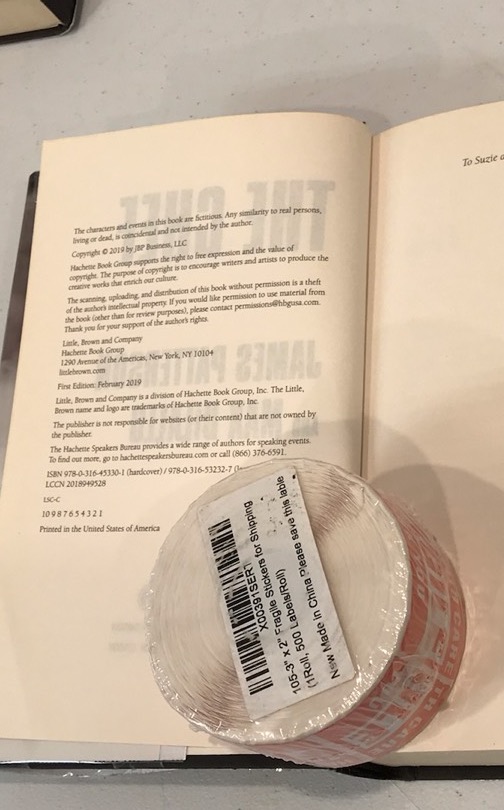 To Suzie
The characters and events in this book are fictitious. Any similarity to real persons,
living or dead, is coincidental and not intended by the author.
Copyright © 2019 by JBP Business, LLC
Hachette Book Group supports the right to free expression and the value of
copyright. The purpose of copyright is to encourage writers and artists to produce the
creative works that enrich our culture.
The scanning, uploading, and distribution of this book without permission is a theft
of the author's intellectual property. If you would like permission to use material from
the book (other than for review purposes), please contact permissions@hbgusa.com.
Thank you for your support of the author's rights.
Little, Brown and Company
Hachette Book Group
1290 Avenue of the Americas, New York, NY 10104
littlebrown.com
First Edition: February 2019
Little, Brown and Company is a division of Hachette Book Group, Inc. The Little,
Brown name and logo are trademarks of Hachette Book Group, Inc.
The publisher is not responsible for websites (or their content) that are not owned by
the publisher.
The Hachette Speakers Bureau provides a wide range of authors for speaking events.
To find out more, go to hachettespeakersbureau.com or call (866) 376-6591.
ISBN 978-0-316-45330-1 (hardcover) / 978-0-316-53232-7
LCCN 2018949528
LSC-C
10 9 8 7 6 5 4 3 2 1
Printed in the United States of America
105-3" x 2" Fragile Stickers for Shipping
(1Roll, 500 Labels/Roll)
New Made in China Please save this lable